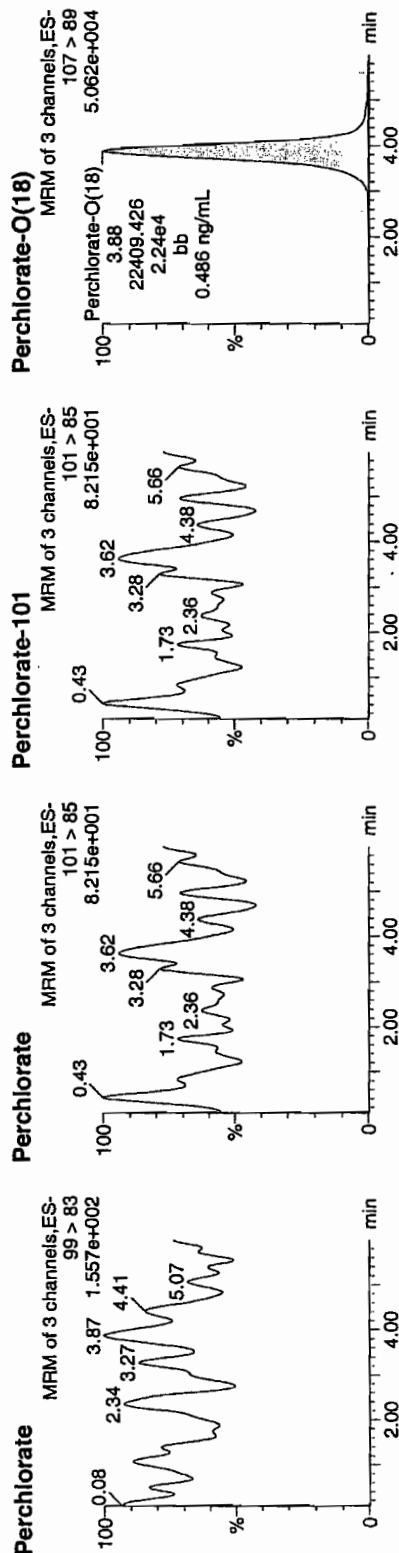 Perchlorate
MRM of 3 channels,ES-
99 > 83
1.557e+002
100
%
0
0.08
2.34
3.27
3.87
4.41
5.07
2.00
4.00
min
Perchlorate
MRM of 3 channels,ES-
101 > 85
8.215e+001
100
%
0
0.43
1.73
2.36
3.28
3.62
4.38
5.66
2.00
4.00
min
Perchlorate-101
MRM of 3 channels,ES-
101 > 85
8.215e+001
100
%
0
0.43
1.73
2.36
3.28
3.62
4.38
5.66
2.00
4.00
min
Perchlorate-O(18)
MRM of 3 channels,ES-
107 > 89
5.062e+004
100
%
0
Perchlorate-O(18)
3.88
22409.426
2.24e4
bb
0.486 ng/mL
2.00
4.00
min